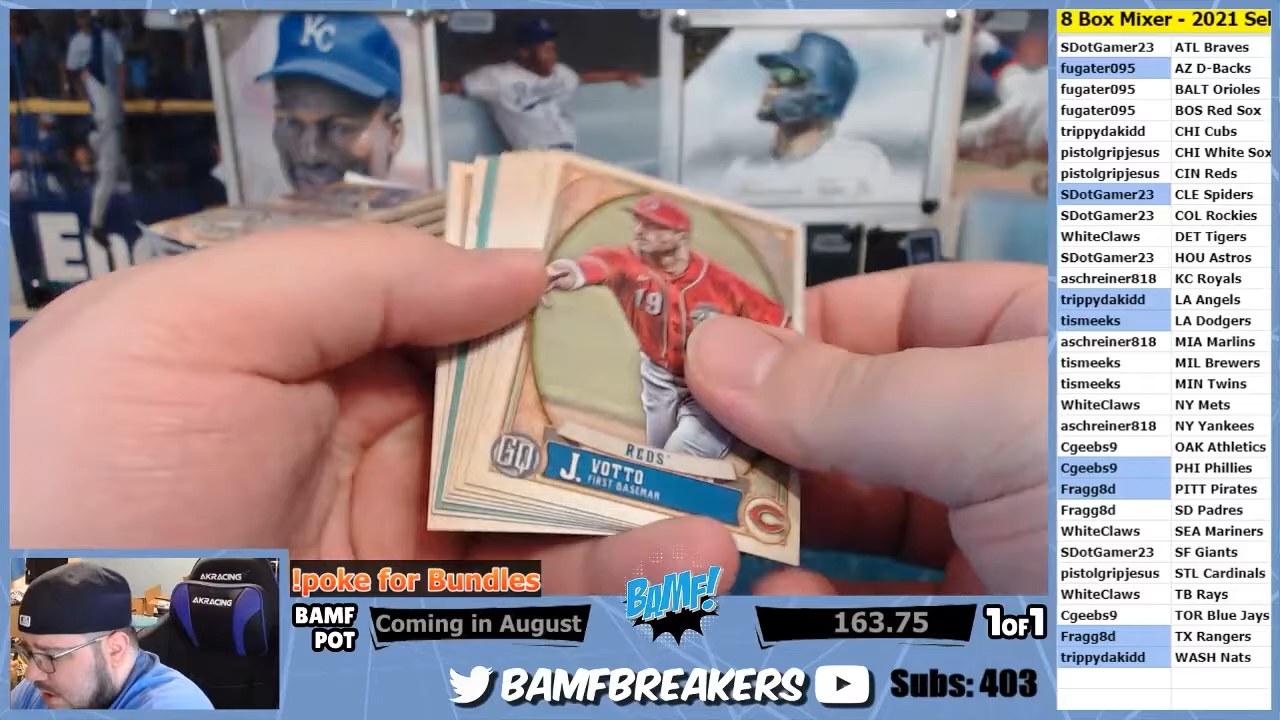 KC
En
19
GQ
REDS
J. VOTTO
FIRST BASEMAN
C
8 Box Mixer - 2021 Sel
SDotGamer23 ATL Braves
fugater095 AZ D-Backs
fugater095 BALT Orioles
fugater095 BOS Red Sox
trippydakidd CHI Cubs
pistolgripjesus CHI White Sox
pistolgripjesus CIN Reds
SDotGamer23 CLE Spiders
SDotGamer23 COL Rockies
WhiteClaws DET Tigers
SDotGamer23 HOU Astros
aschreiner818 KC Royals
trippydakidd LA Angels
tismeeks LA Dodgers
aschreiner818 MIA Marlins
tismeeks MIL Brewers
tismeeks MIN Twins
WhiteClaws NY Mets
aschreiner818 NY Yankees
Cgeebs9 OAK Athletics
Cgeebs9 PHI Phillies
Fragg8d PITT Pirates
Fragg8d SD Padres
WhiteClaws SEA Mariners
SDotGamer23 SF Giants
pistolgripjesus STL Cardinals
WhiteClaws TB Rays
Cgeebs9 TOR Blue Jays
Fragg8d TX Rangers
trippydakidd WASH Nats
AKRACING
AKRACING
!poke for Bundles
BAMF
POT
Coming in August
BAMF!
163.75
1OF1
BAMFBREAKERS
Subs: 403